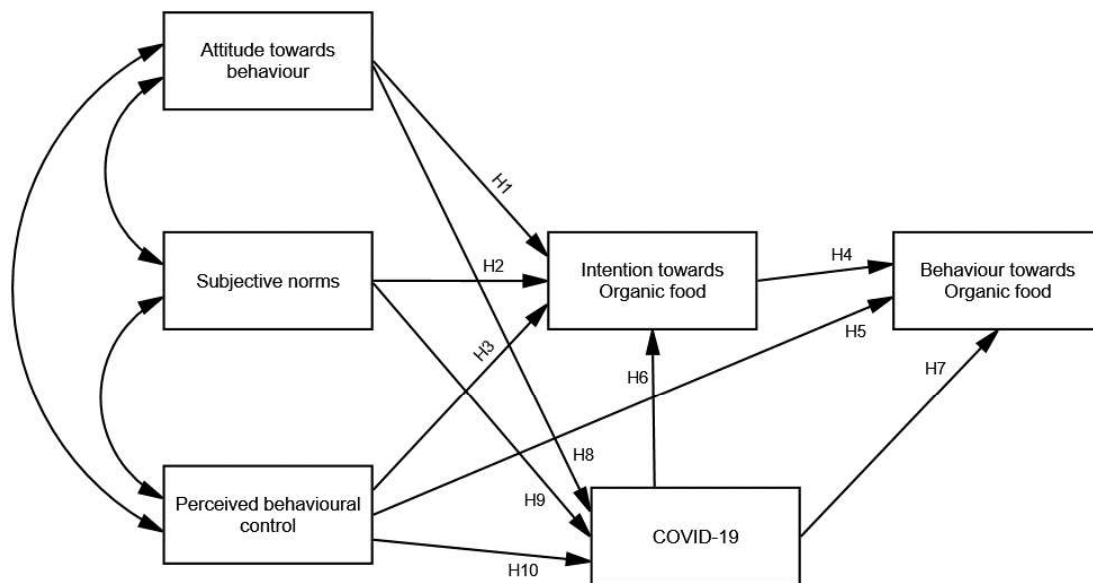 Attitude towards
behaviour
H1
Subjective norms
H2
Intention towards
Organic food
H4
Behaviour towards
Organic food
H3
H5
H6
H7
H8
Perceived behavioural
control
H9
COVID-19
H10